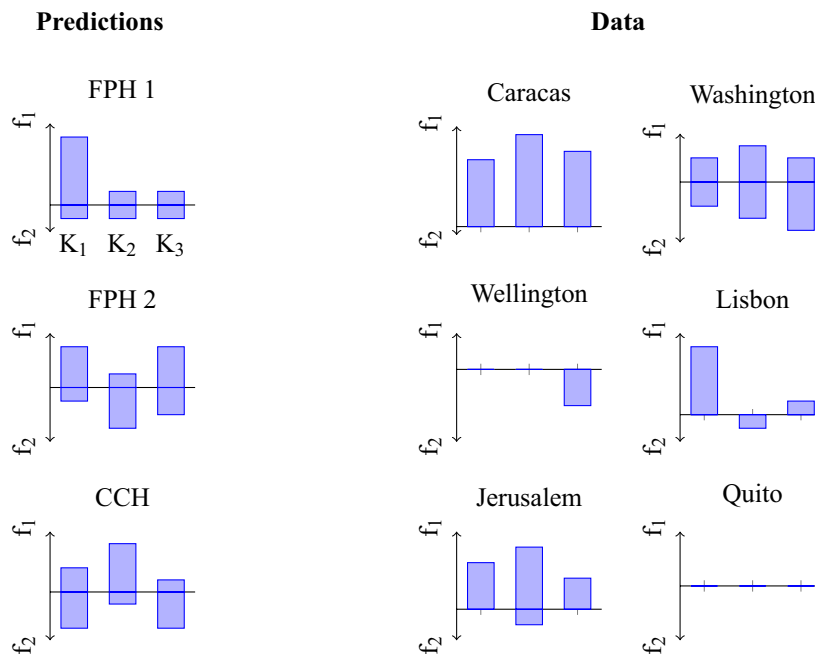 Predictions
Data
FPH 1
f₁
f₂
K₁ K₂ K₃
FPH 2
f₁
f₂
CCH
f₁
f₂
Caracas
f₁
f₂
Washington
f₁
f₂
Wellington
f₁
f₂
Lisbon
f₁
f₂
Jerusalem
f₁
f₂
Quito
f₁
f₂